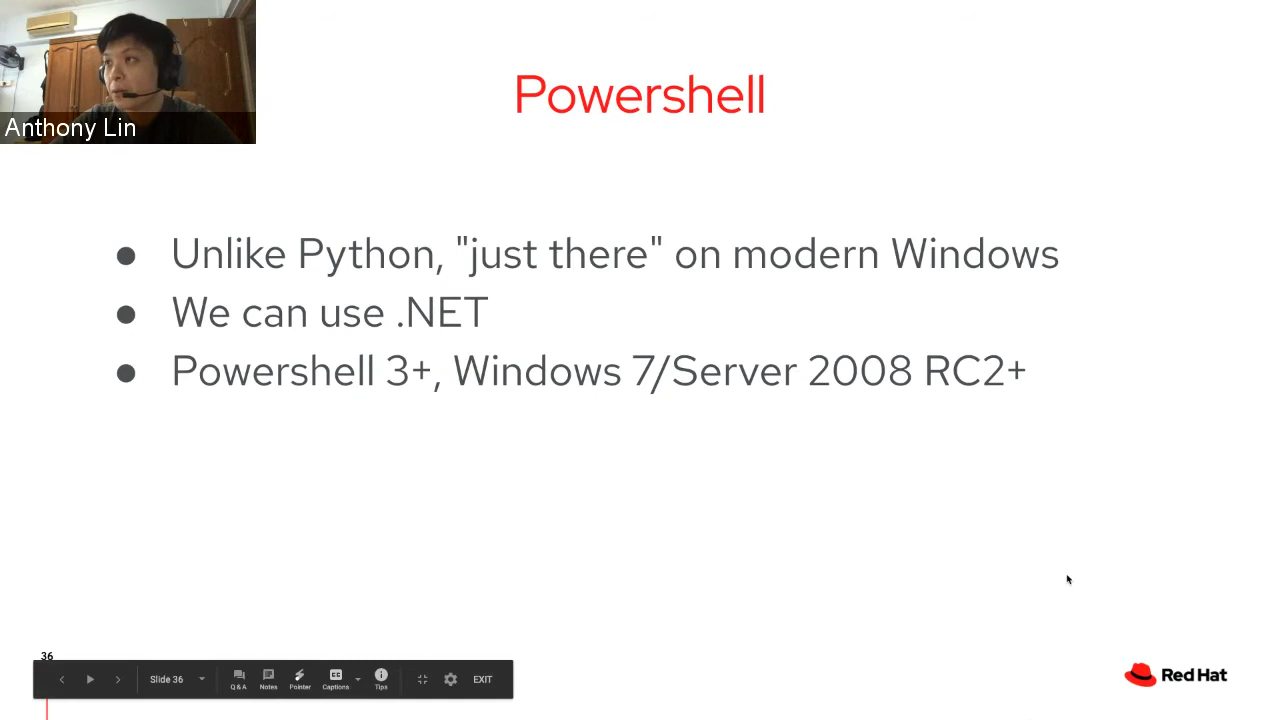 Anthony Lin
Powershell
● Unlike Python, "just there" on modern Windows
● We can use .NET
● Powershell 3+, Windows 7/Server 2008 RC2+
36
Slide 36
Q & A
Notes
Pointer
CC
Captions
Tips
EXIT
Red Hat